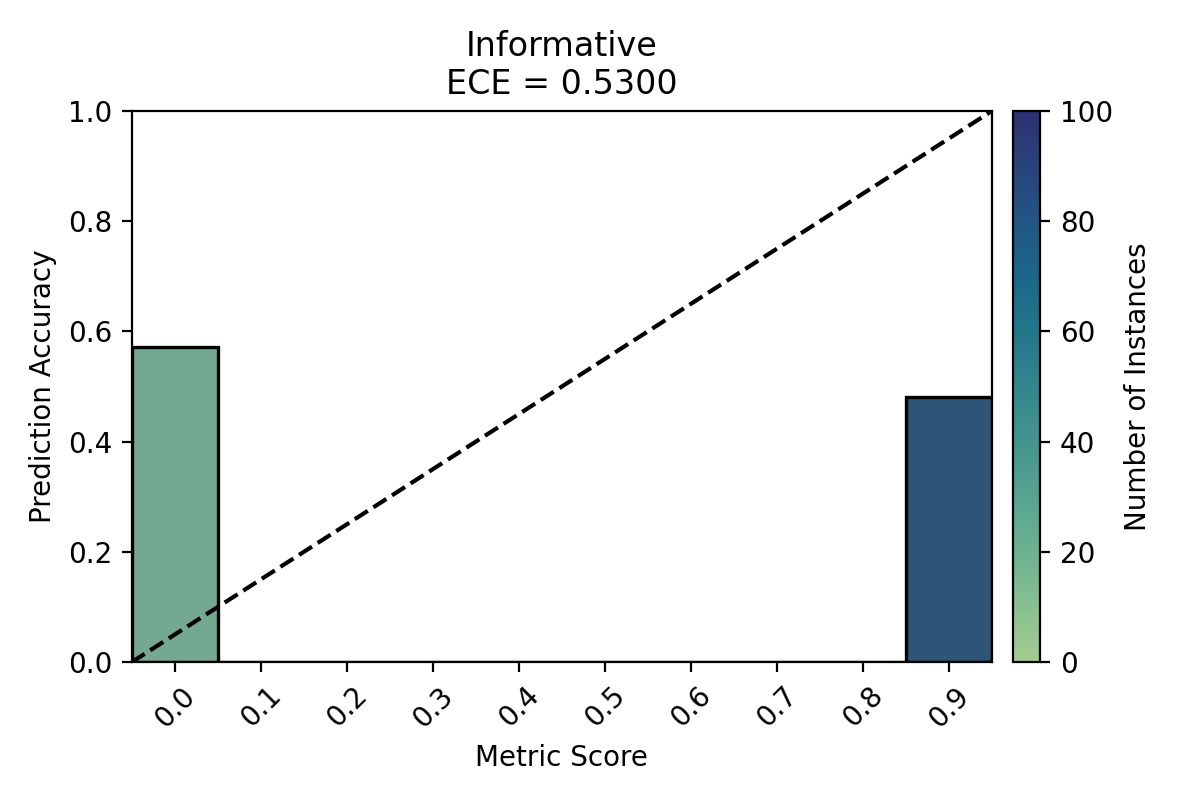 Informative
ECE = 0.5300
1.0
0.8
0.6
0.4
0.2
0.0
Prediction Accuracy
0.0 0.1 0.2 0.3 0.4 0.5 0.6 0.7 0.8 0.9
Metric Score
100
80
60
40
20
0
Number of Instances